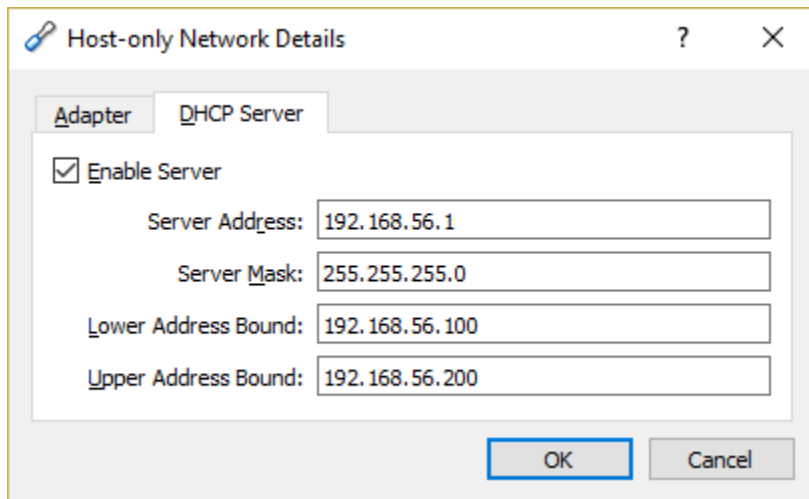 Host-only Network Details ?
Adapter DHCP Server
Enable Server
Server Address: 192.168.56.1
Server Mask: 255.255.255.0
Lower Address Bound: 192.168.56.100
Upper Address Bound: 192.168.56.200
OK Cancel